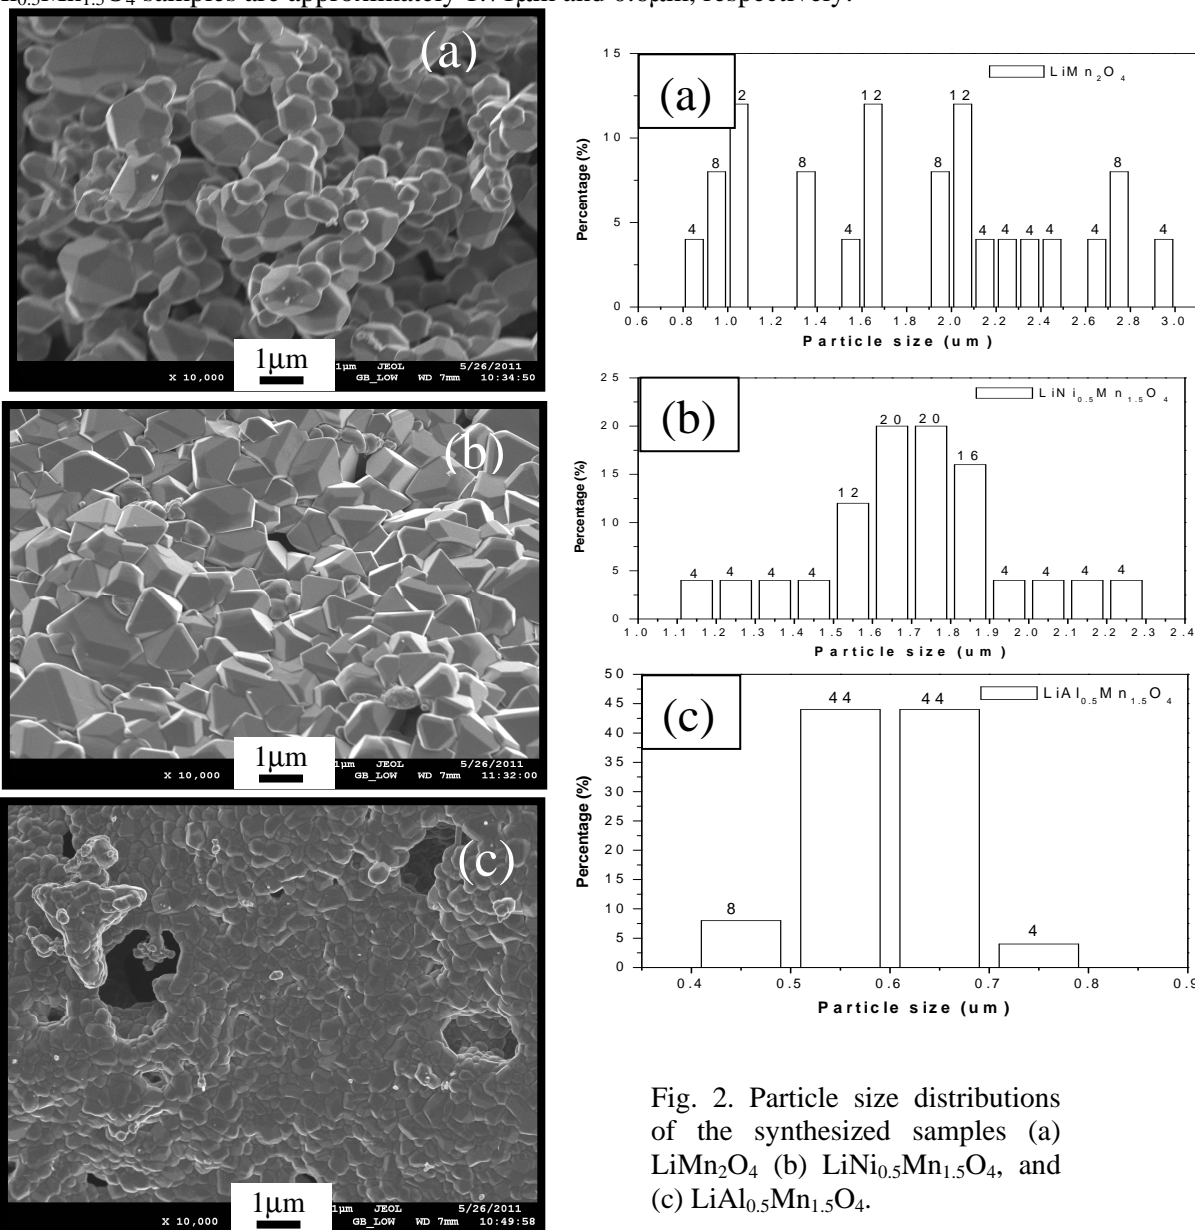 samples are approximately 1.71µm and 0.6µm, respectively.
(a)
1µm
1µm JEOL 5/26/2011
X 10,000 GB_LOW WD 7mm 10:34:50
(b)
1µm
1µm JEOL 5/26/2011
X 10,000 GB_LOW WD 7mm 11:32:00
(c)
1µm
1µm JEOL 5/26/2011
X 10,000 GB_LOW WD 7mm 10:49:58
(a)
LiMn2O4
Percentage (%)
15
10
5
0
4 8 2 8 4 12 8 12 4 4 4 4 4 8 4
0.6 0.8 1.0 1.2 1.4 1.6 1.8 2.0 2.2 2.4 2.6 2.8 3.0
Particle size (um)
(b)
LiNi0.5Mn1.5O4
Percentage (%)
25
20
15
10
5
0
4 4 4 4 12 20 20 16 4 4 4 4
1.0 1.1 1.2 1.3 1.4 1.5 1.6 1.7 1.8 1.9 2.0 2.1 2.2 2.3 2.4
Particle size (um)
(c)
LiAl0.5Mn1.5O4
Percentage (%)
50
45
40
35
30
25
20
15
10
5
0
8 44 44 4
0.4 0.5 0.6 0.7 0.8 0.9
Particle size (um)
Fig. 2. Particle size distributions
of the synthesized samples (a)
LiMn2O4 (b) LiNi0.5Mn1.5O4, and
(c) LiAl0.5Mn1.5O4.